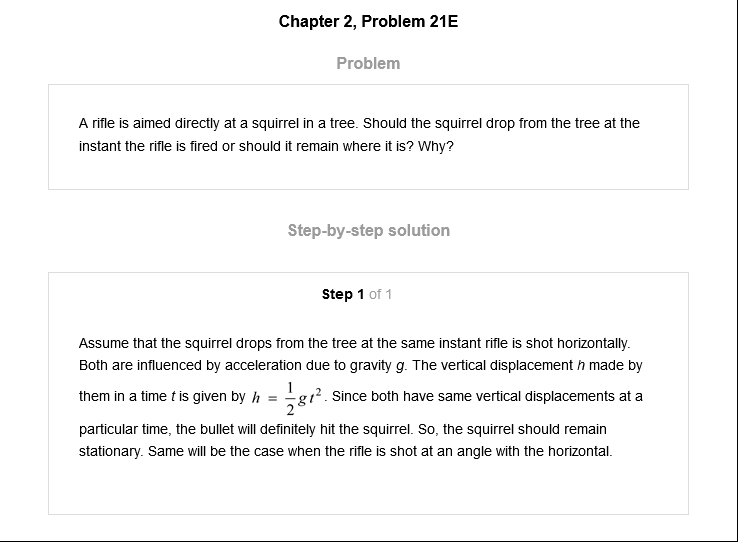 Chapter 2, Problem 21E
Problem
A rifle is aimed directly at a squirrel in a tree. Should the squirrel drop from the tree at the
instant the rifle is fired or should it remain where it is? Why?
Step-by-step solution
Step 1 of 1
Assume that the squirrel drops from the tree at the same instant rifle is shot horizontally.
Both are influenced by acceleration due to gravity g. The vertical displacement h made by
them in a time t is given by h = 1/2 gt². Since both have same vertical displacements at a
particular time, the bullet will definitely hit the squirrel. So, the squirrel should remain
stationary. Same will be the case when the rifle is shot at an angle with the horizontal.